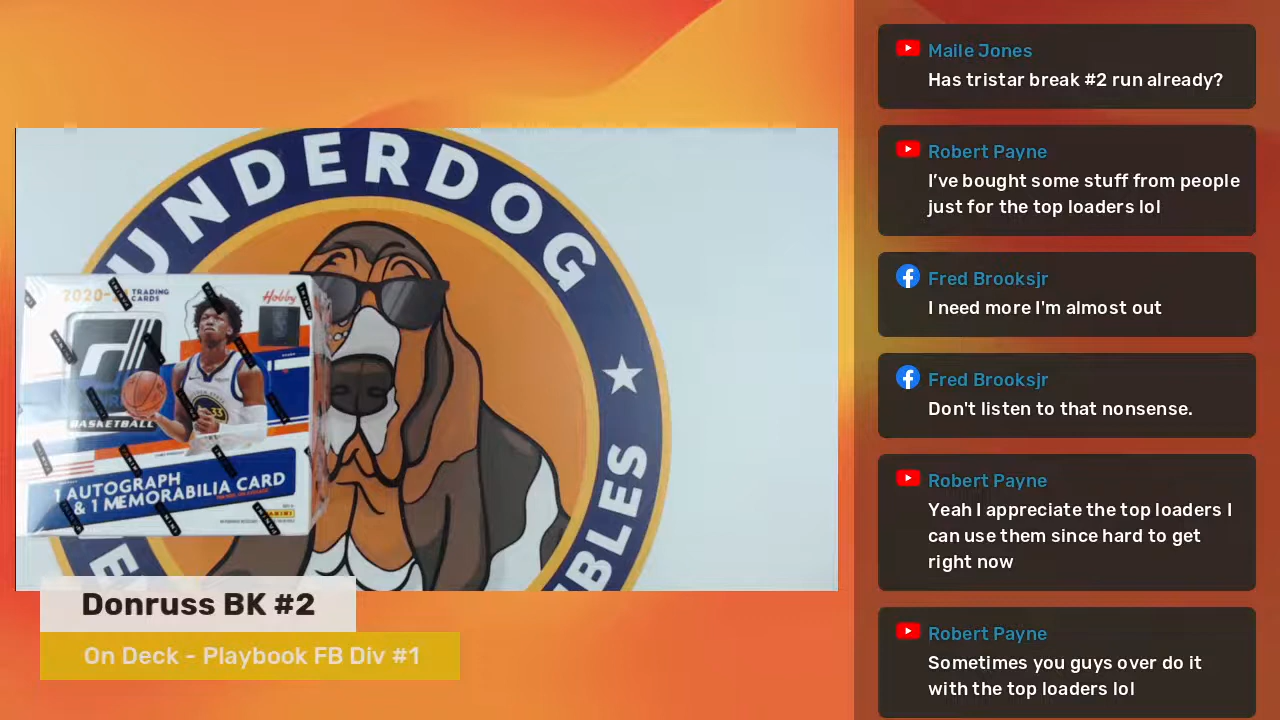 UNDERDOG
BLES
2020-21 TRADING
CARDS
Hobby
33
BASKETBALL
1 AUTOGRAPH
& 1 MEMORABILIA CARD
PANINI
Donruss BK #2
On Deck - Playbook FB Div #1
Maile Jones
Has tristar break #2 run already?
Robert Payne
I’ve bought some stuff from people
just for the top loaders lol
Fred Brooksjr
I need more I'm almost out
Fred Brooksjr
Don't listen to that nonsense.
Robert Payne
Yeah I appreciate the top loaders I
can use them since hard to get
right now
Robert Payne
Sometimes you guys over do it
with the top loaders lol